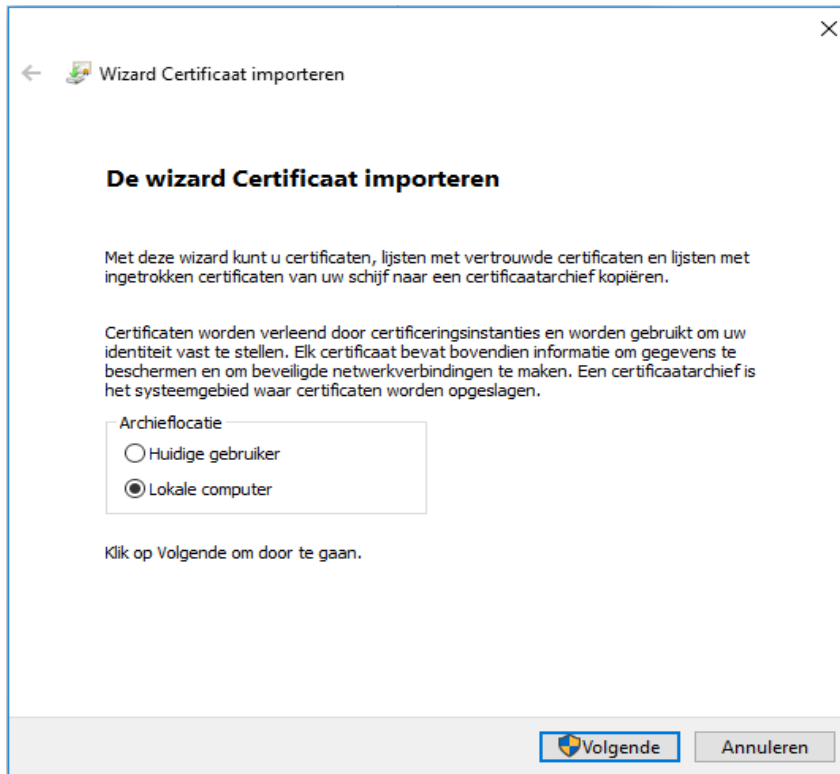 Wizard Certificaat importeren
De wizard Certificaat importeren
Met deze wizard kunt u certificaten, lijsten met vertrouwde certificaten en lijsten met
ingetrokken certificaten van uw schijf naar een certificaatarchief kopiëren.
Certificaten worden verleend door certificeringsinstanties en worden gebruikt om uw
identiteit vast te stellen. Elk certificaat bevat bovendien informatie om gegevens te
beschermen en om beveiligde netwerkverbindingen te maken. Een certificaatarchief is
het systeemgebied waar certificaten worden opgeslagen.
Archieflocatie
Huidige gebruiker
Lokale computer
Klik op Volgende om door te gaan.
Volgende Annuleren